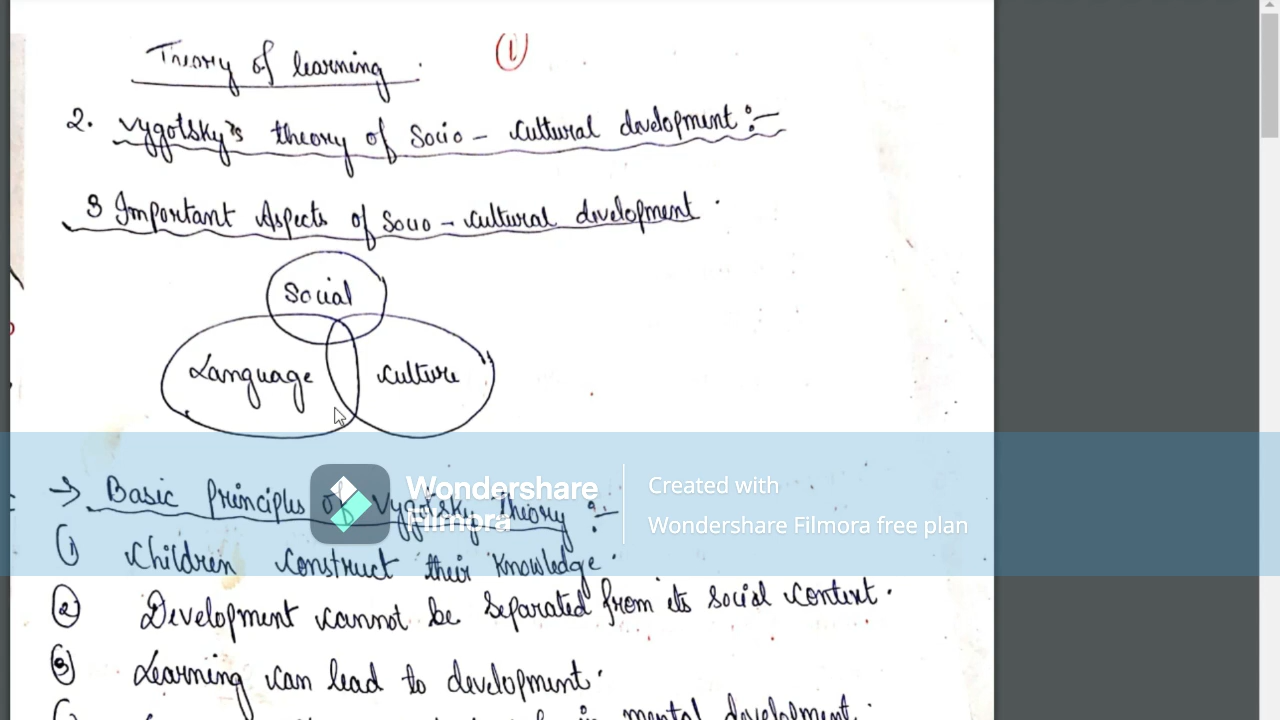 Theory of learning.
①
2. Vygotsky's theory of Socio - Cultural development :-
3 Important Aspects of Socio - Cultural development.
Social
Language
Culture
→ Basic Principles of Vygotsky Theory :-
Wondershare
Filmora
Created with
Wondershare Filmora free plan
① Children construct their knowledge.
② Development cannot be separated from its social context.
③ Learning can lead to development.
in mental development.